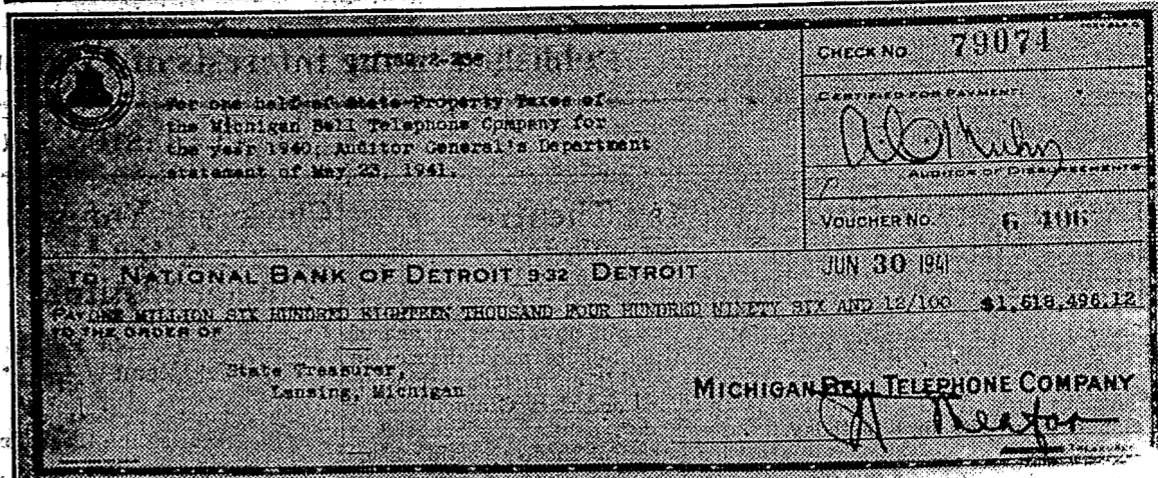 CHECK NO. 79074
CERTIFIED FOR PAYMENT
For one half of State Property Taxes of
the Michigan Bell Telephone Company for
the year 1940, Auditor General's Department
statement of May 23, 1941.
AUDITOR OF DISBURSEMENTS
VOUCHER NO. 6 406
TO: NATIONAL BANK OF DETROIT 9-32 DETROIT
JUN 30 1941
PAY ONE MILLION SIX HUNDRED EIGHTEEN THOUSAND FOUR HUNDRED NINETY SIX AND 12/100 $1,618,496.12
TO THE ORDER OF
State Treasurer,
Lansing, Michigan
MICHIGAN BELL TELEPHONE COMPANY
TREASURER